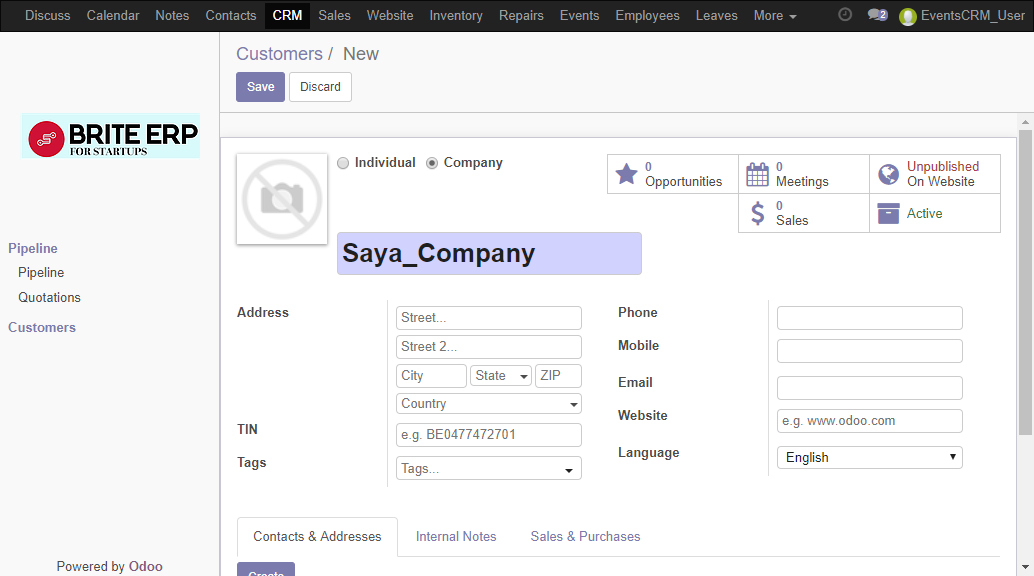 Discuss Calendar Notes Contacts CRM Sales Website Inventory Repairs Events Employees Leaves More 2 EventsCRM_User
Customers / New
Save Discard
BRITE ERP
FOR STARTUPS
Pipeline
Pipeline
Quotations
Customers
Powered by Odoo
Individual Company
0
Opportunities
0
Meetings
Unpublished
On Website
0
Sales
Active
Saya_Company
Address
Street...
Street 2...
City State ZIP
Country
TIN
e.g. BE0477472701
Tags
Tags...
Phone
Mobile
Email
Website
e.g. www.odoo.com
Language
English
Contacts & Addresses Internal Notes Sales & Purchases
Create